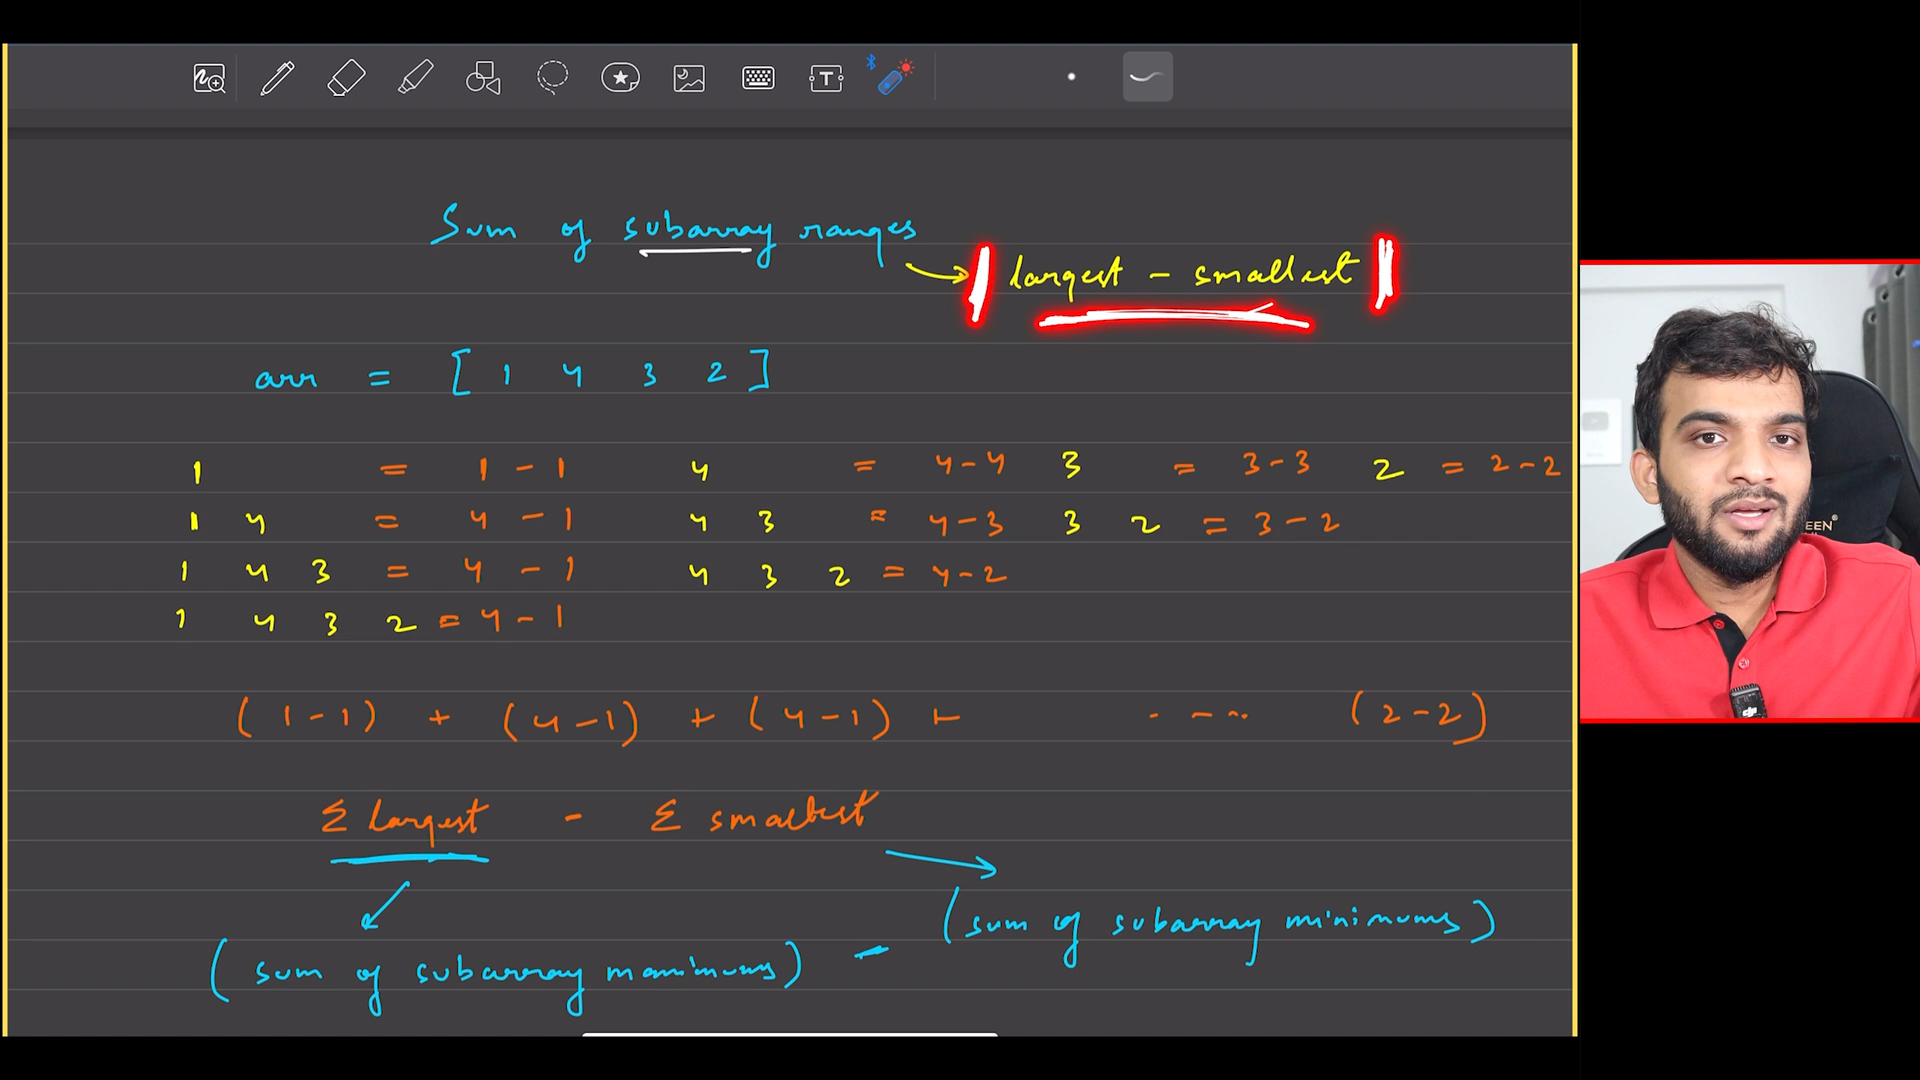 Sum of subarray ranges
largest - smallest
arr = [ 1 4 3 2 ]
1 = 1 - 1 4 = 4 - 4 3 = 3 - 3 2 = 2 - 2
1 4 = 4 - 1 4 3 = 4 - 3 3 2 = 3 - 2
1 4 3 = 4 - 1 4 3 2 = 4 - 2
1 4 3 2 = 4 - 1
( 1 - 1 ) + ( 4 - 1 ) + ( 4 - 1 ) + - - - .. ( 2 - 2 )
Σ largest - Σ smallest
( sum of subarray maximums ) - ( sum of subarray minimums )
EEN